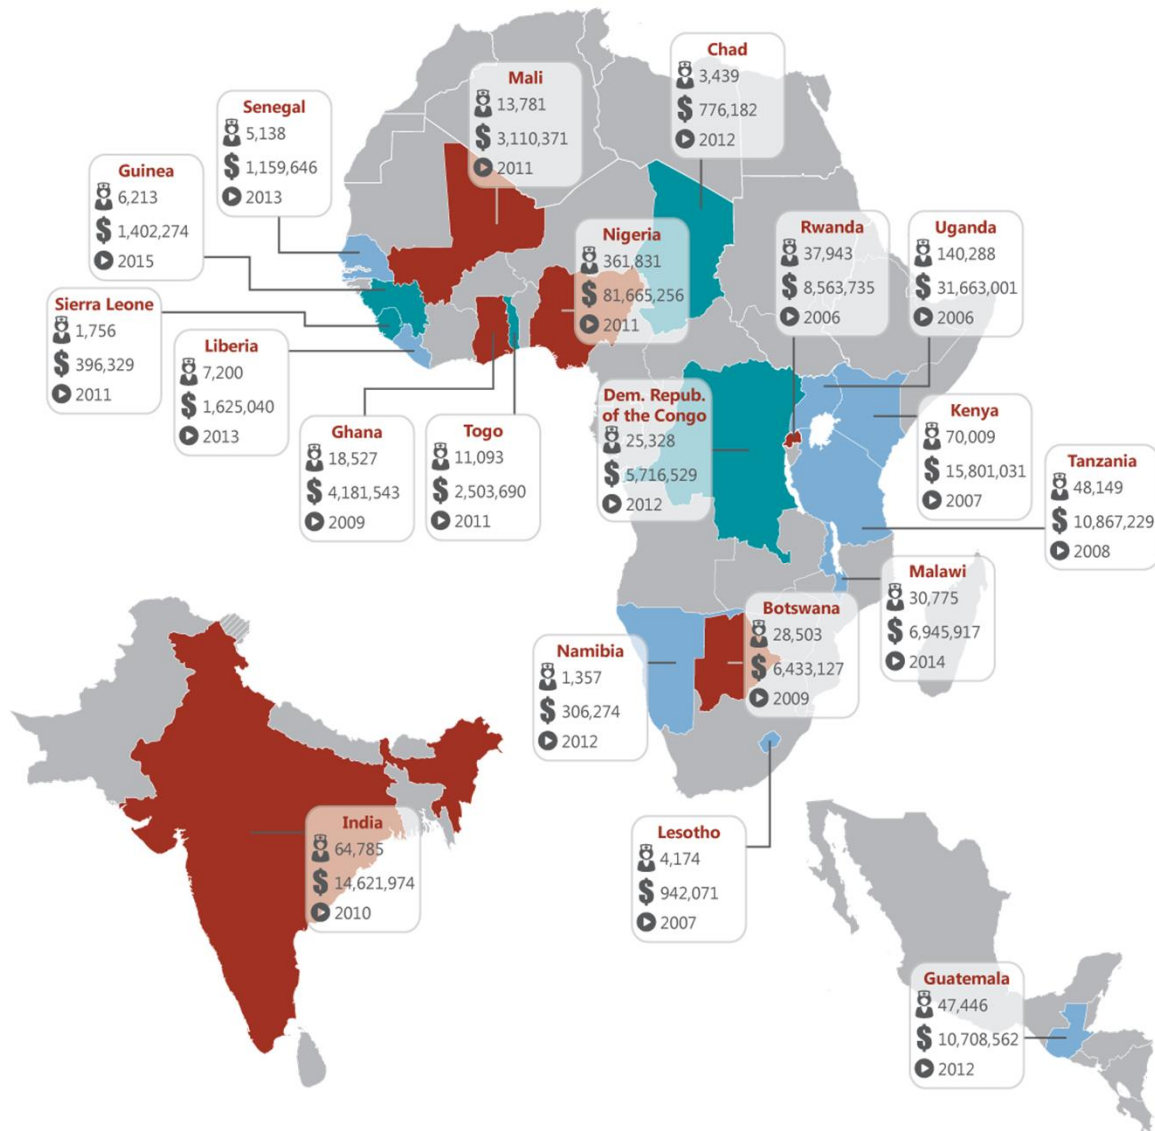 Chad
3,439
$ 776,182
2012
Mali
13,781
$ 3,110,371
2011
Senegal
5,138
$ 1,159,646
2013
Guinea
6,213
$ 1,402,274
2015
Nigeria
361,831
$ 81,665,256
2011
Rwanda
37,943
$ 8,563,735
2006
Uganda
140,288
$ 31,663,001
2006
Sierra Leone
1,756
$ 396,329
2011
Liberia
7,200
$ 1,625,040
2013
Ghana
18,527
$ 4,181,543
2009
Togo
11,093
$ 2,503,690
2011
Dem. Repub.
of the Congo
25,328
$ 5,716,529
2012
Kenya
70,009
$ 15,801,031
2007
Tanzania
48,149
$ 10,867,229
2008
Malawi
30,775
$ 6,945,917
2014
Botswana
28,503
$ 6,433,127
2009
Namibia
1,357
$ 306,274
2012
India
64,785
$ 14,621,974
2010
Lesotho
4,174
$ 942,071
2007
Guatemala
47,446
$ 10,708,562
2012